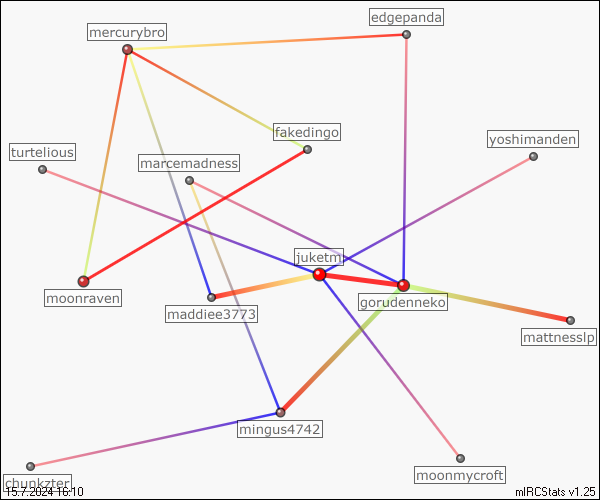 edgepanda
mercurybro
fakedingo
yoshimanden
turtelious
marcemadness
juketm
moonraven
gorudenneko
maddiee3773
mattnesslp
mingus4742
moonmycroft
chunkzter
15.7.2024 16:10
mIRCStats v1.25